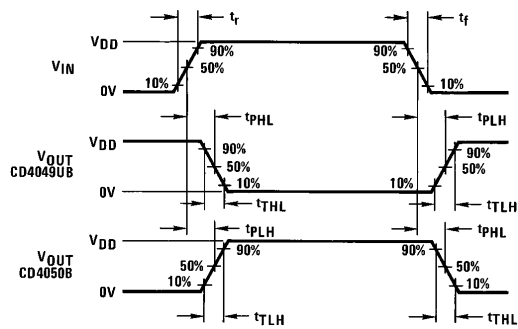 tr tf
VDD 90% 90%
VIN 50% 50%
10% 10%
0V
tPHL tPLH
VDD
90% 90%
VOUT 50% 50%
CD4049UB
10% 10%
0V
tTHL tTLH
tPLH tPHL
VDD
90% 90%
VOUT 50% 50%
CD4050B
10% 10%
0V
tTLH tTHL